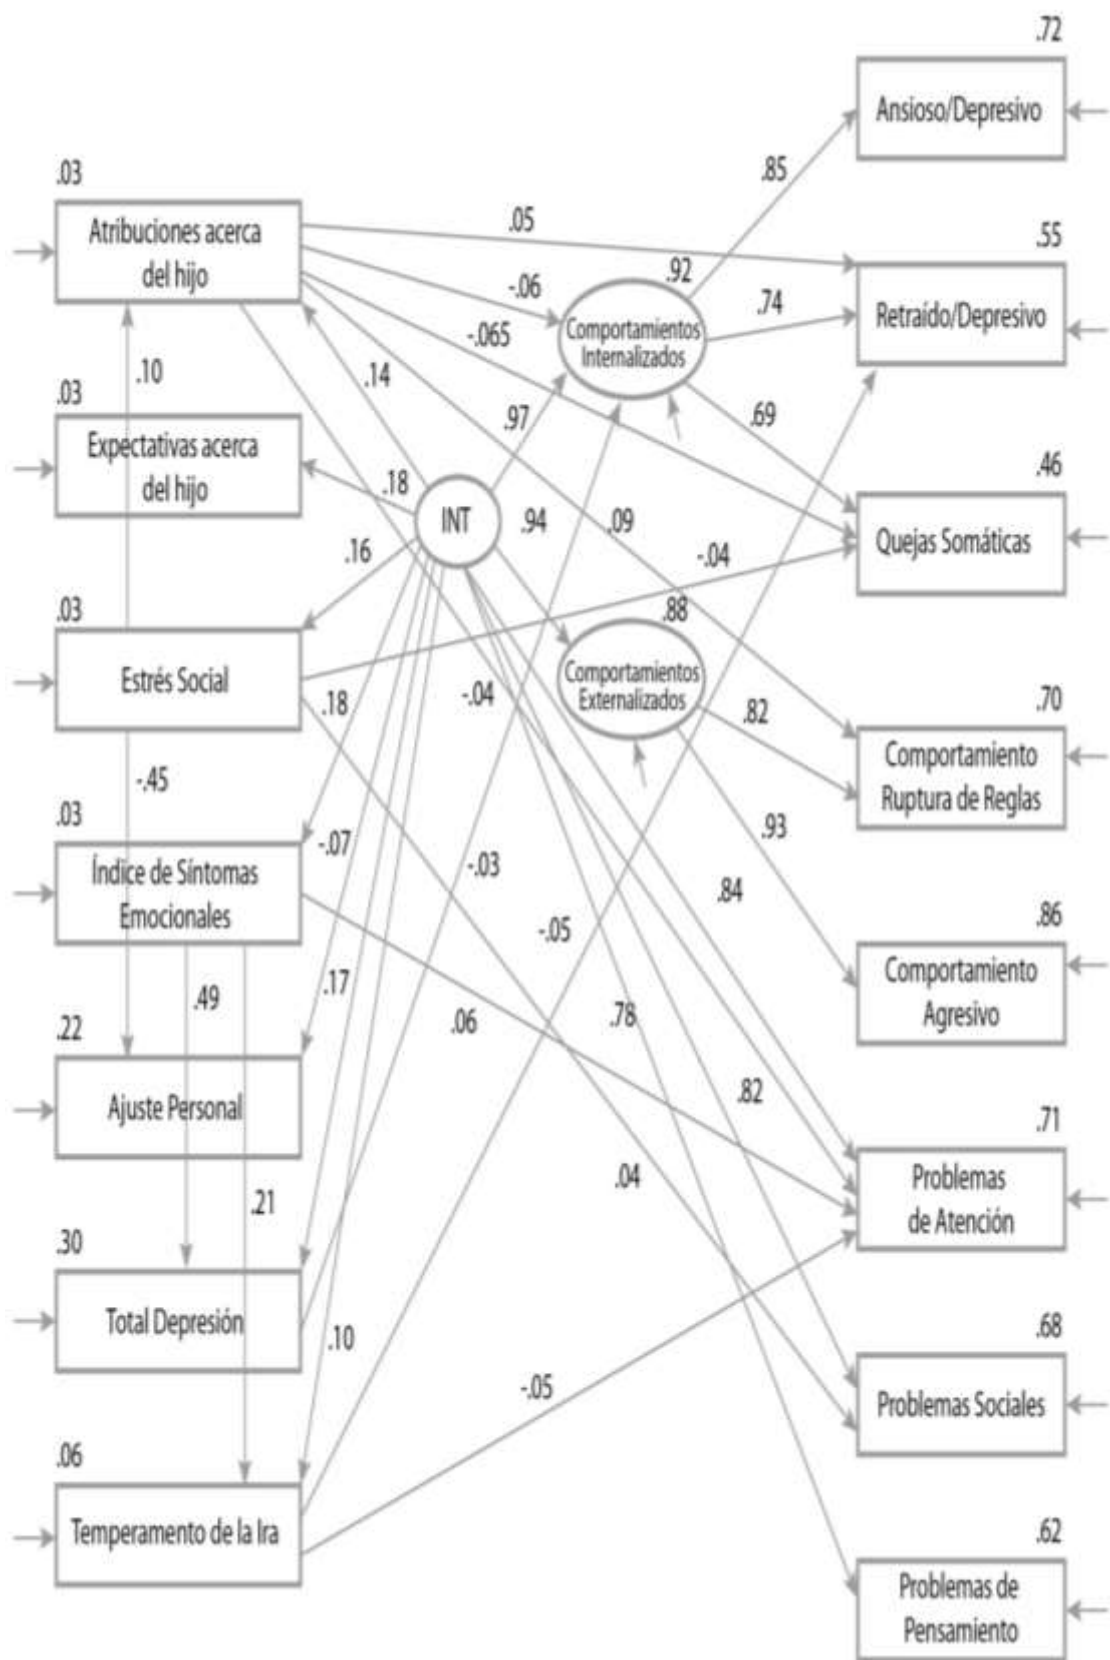 .72
Ansioso/Depresivo
.03
.85
Atribuciones acerca
del hijo
.05
.55
.92
-.06
Retraído/Depresivo
.74
Comportamientos
Internalizados
-.065
.10
.14
.03
.97
.69
Expectativas acerca
del hijo
.46
.18
INT
.94
.09
Quejas Somáticas
.16
-.04
.03
.88
Estrés Social
Comportamientos
Externalizados
-.04
.18
.82
.70
-.45
Comportamiento
Ruptura de Reglas
.03
.93
-.07
-.03
Índice de Síntomas
Emocionales
.84
.86
-.05
Comportamiento
Agresivo
.49
.17
.06
.78
.22
.82
.71
Ajuste Personal
Problemas
de Atención
.04
.21
.30
Total Depresión
.10
.68
-.05
Problemas Sociales
.06
Temperamento de la Ira
.62
Problemas de
Pensamiento